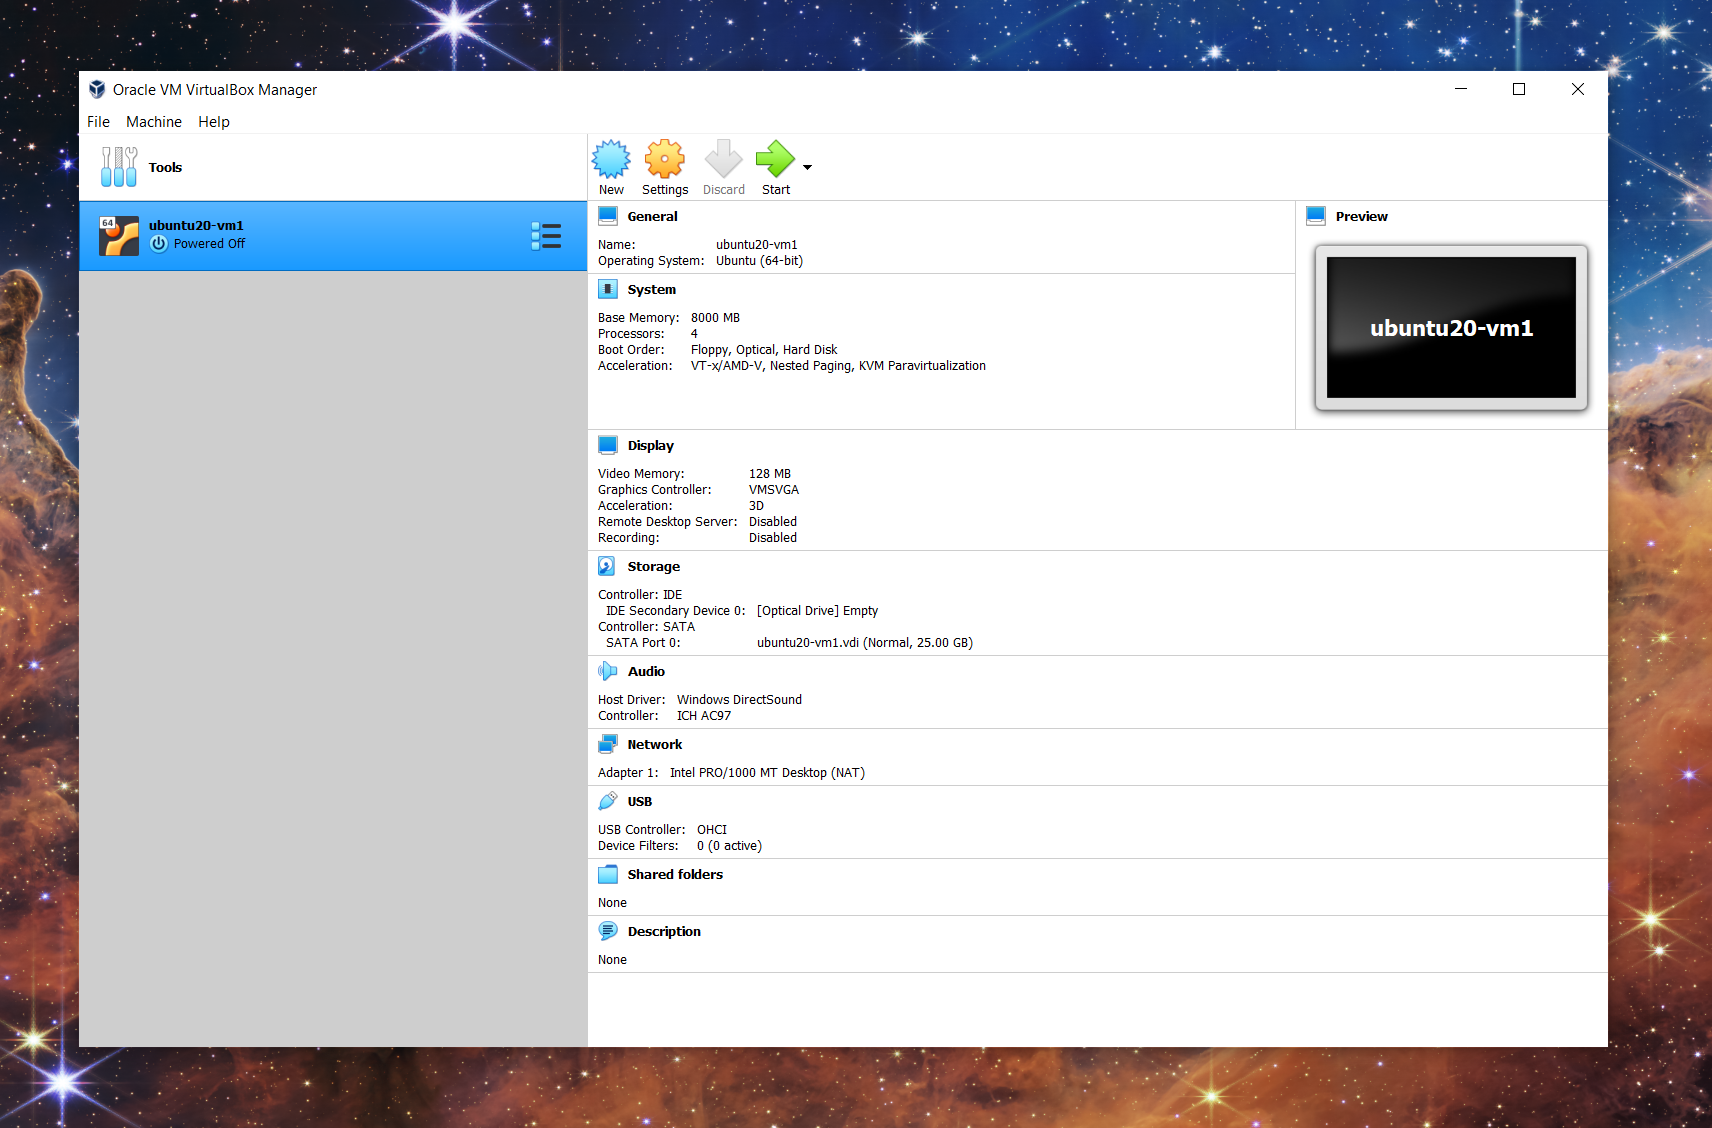 Oracle VM VirtualBox Manager
File Machine Help
Tools
New Settings Discard Start
64
ubuntu20-vm1
Powered Off
General
Name: ubuntu20-vm1
Operating System: Ubuntu (64-bit)
System
Base Memory: 8000 MB
Processors: 4
Boot Order: Floppy, Optical, Hard Disk
Acceleration: VT-x/AMD-V, Nested Paging, KVM Paravirtualization
Preview
ubuntu20-vm1
Display
Video Memory: 128 MB
Graphics Controller: VMSVGA
Acceleration: 3D
Remote Desktop Server: Disabled
Recording: Disabled
Storage
Controller: IDE
IDE Secondary Device 0: [Optical Drive] Empty
Controller: SATA
SATA Port 0: ubuntu20-vm1.vdi (Normal, 25.00 GB)
Audio
Host Driver: Windows DirectSound
Controller: ICH AC97
Network
Adapter 1: Intel PRO/1000 MT Desktop (NAT)
USB
USB Controller: OHCI
Device Filters: 0 (0 active)
Shared folders
None
Description
None